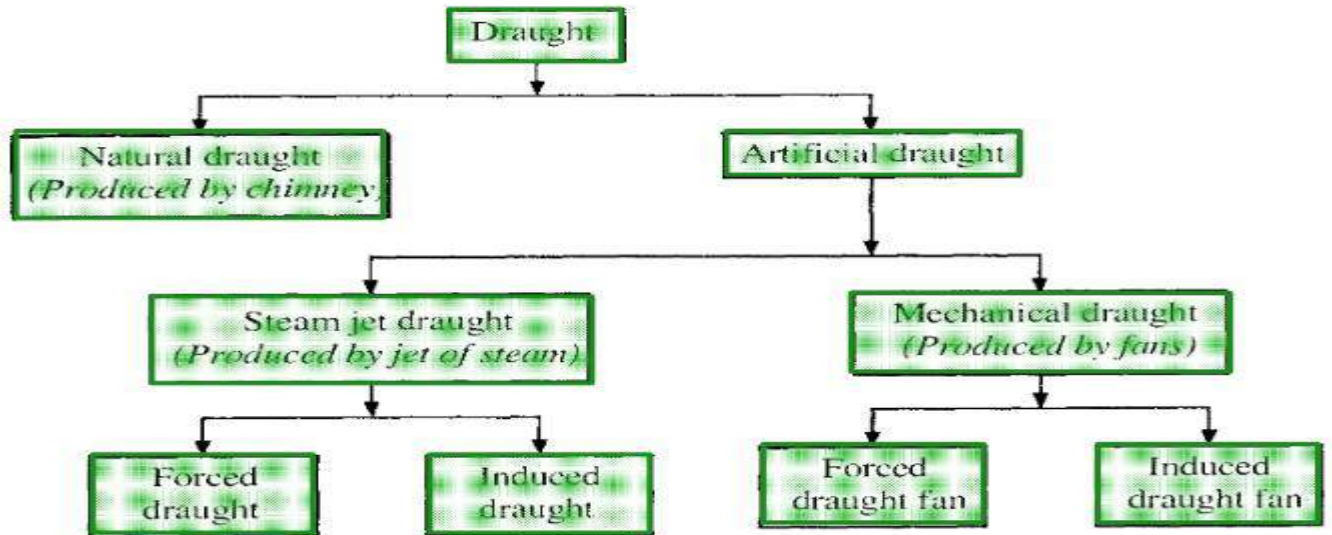 Draught
Natural draught
(Produced by chimney)
Artificial draught
Steam jet draught
(Produced by jet of steam)
Mechanical draught
(Produced by fans)
Forced
draught
Induced
draught
Forced
draught fan
Induced
draught fan